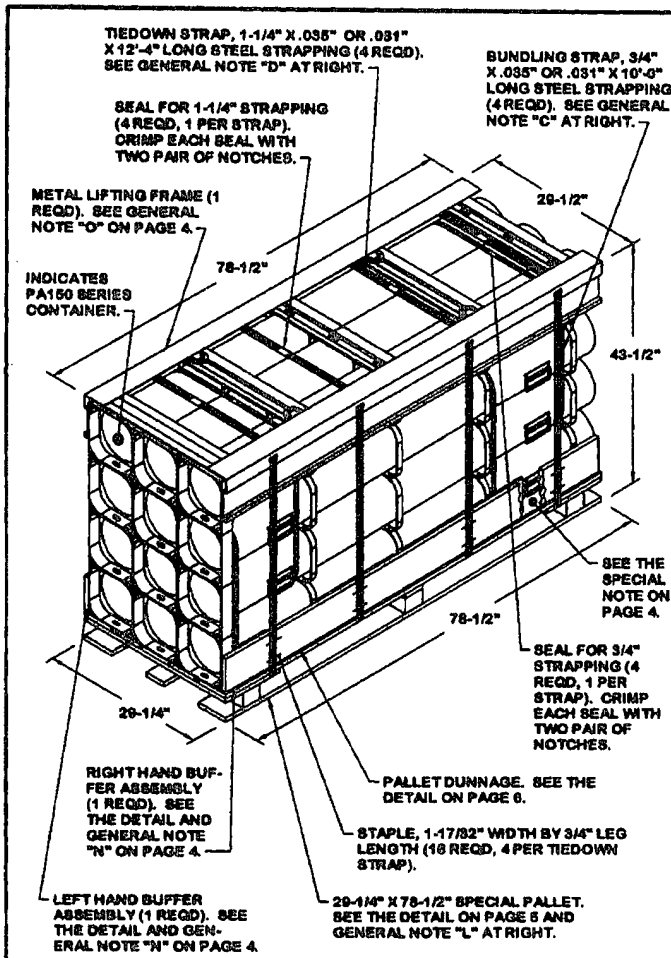 TIEDOWN STRAP, 1-1/4" X .035" OR .031"
X 12'-4" LONG STEEL STRAPPING (4 REQD).
SEE GENERAL NOTE "D" AT RIGHT.
BUNDLING STRAP, 3/4"
X .035" OR .031" X 10'-0"
LONG STEEL STRAPPING
(4 REQD). SEE GENERAL
NOTE "C" AT RIGHT.
SEAL FOR 1-1/4" STRAPPING
(4 REQD, 1 PER STRAP).
CRIMP EACH SEAL WITH
TWO PAIR OF NOTCHES.
METAL LIFTING FRAME (1
REQD). SEE GENERAL
NOTE "O" ON PAGE 4.
29-1/2"
78-1/2"
INDICATES
PA150 SERIES
CONTAINER.
43-1/2"
SEE THE
SPECIAL
NOTE ON
PAGE 4.
78-1/2"
SEAL FOR 3/4"
STRAPPING (4
REQD, 1 PER
STRAP). CRIMP
EACH SEAL WITH
TWO PAIR OF
NOTCHES.
29-1/4"
RIGHT HAND BUF-
FER ASSEMBLY
(1 REQD). SEE
THE DETAIL AND
GENERAL NOTE
"N" ON PAGE 4.
PALLET DUNNAGE. SEE THE
DETAIL ON PAGE 6.
STAPLE, 1-17/32" WIDTH BY 3/4" LEG
LENGTH (16 REQD, 4 PER TIEDOWN
STRAP).
LEFT HAND BUFFER
ASSEMBLY (1 REQD). SEE
THE DETAIL AND GEN-
ERAL NOTE "N" ON PAGE 4.
29-1/4" X 78-1/2" SPECIAL PALLET.
SEE THE DETAIL ON PAGE 5 AND
GENERAL NOTE "L" AT RIGHT.